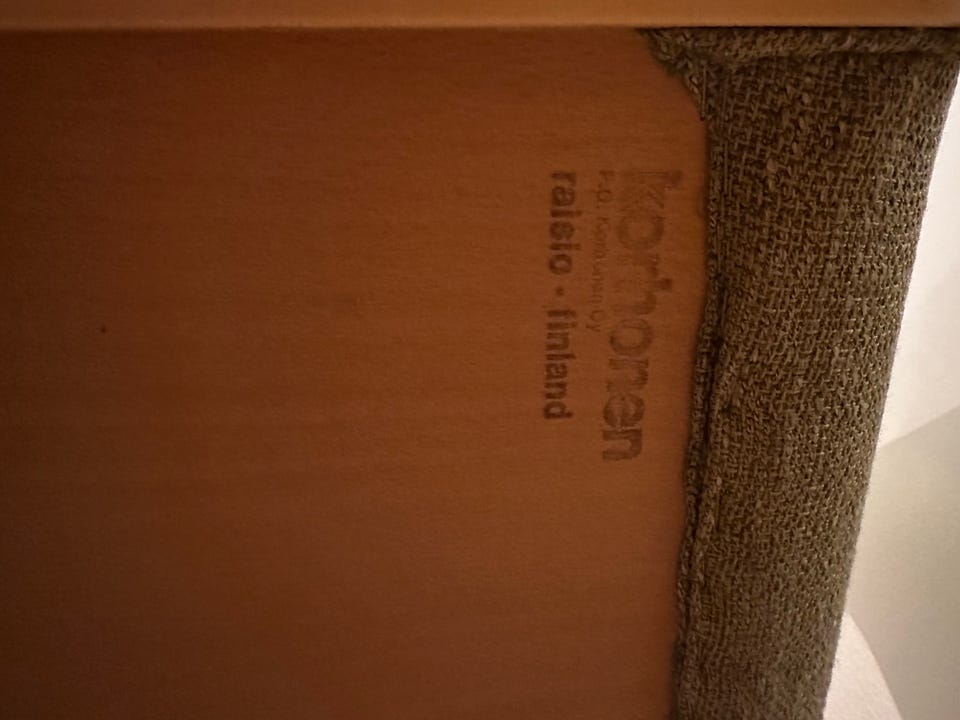 korhonen
P.O. Korhonen Oy
raisio • finland